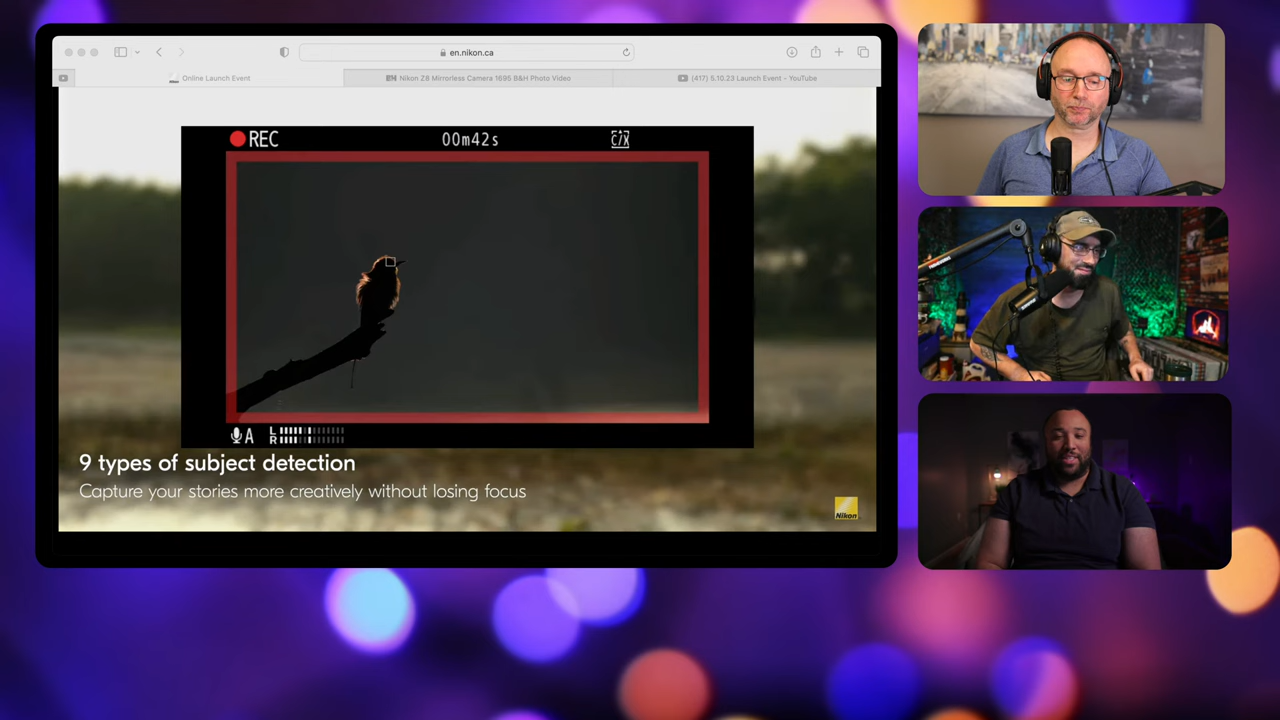 en.nikon.ca
Online Launch Event
Nikon Z8 Mirrorless Camera 1695 B&H Photo Video
(417) 5.10.23 Launch Event - YouTube
REC
00m42s
C/X
A
L
R
9 types of subject detection
Capture your stories more creatively without losing focus
Nikon